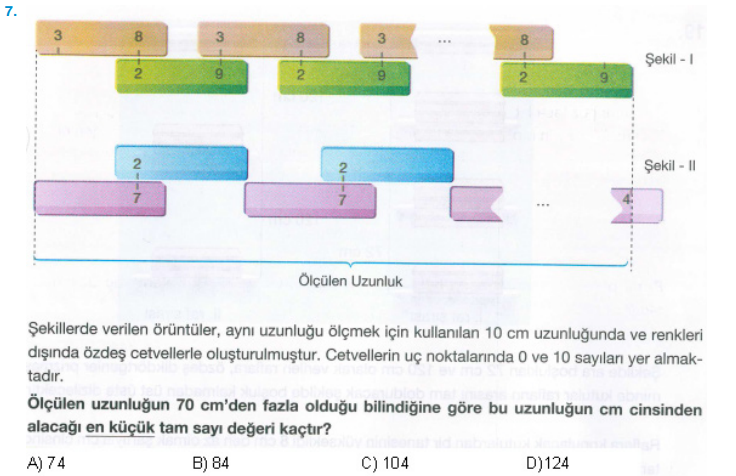 7.
3 8 3 8 3 ... 8
Şekil - I
2 9 2 9 2 9
2 2
Şekil - II
7 7 ... 4
Ölçülen Uzunluk
Şekillerde verilen örüntüler, aynı uzunluğu ölçmek için kullanılan 10 cm uzunluğunda ve renkleri
dışında özdeş cetvellerle oluşturulmuştur. Cetvellerin uç noktalarında 0 ve 10 sayıları yer almak-
tadır.
Ölçülen uzunluğun 70 cm'den fazla olduğu bilindiğine göre bu uzunluğun cm cinsinden
alacağı en küçük tam sayı değeri kaçtır?
A) 74 B) 84 C) 104 D)124